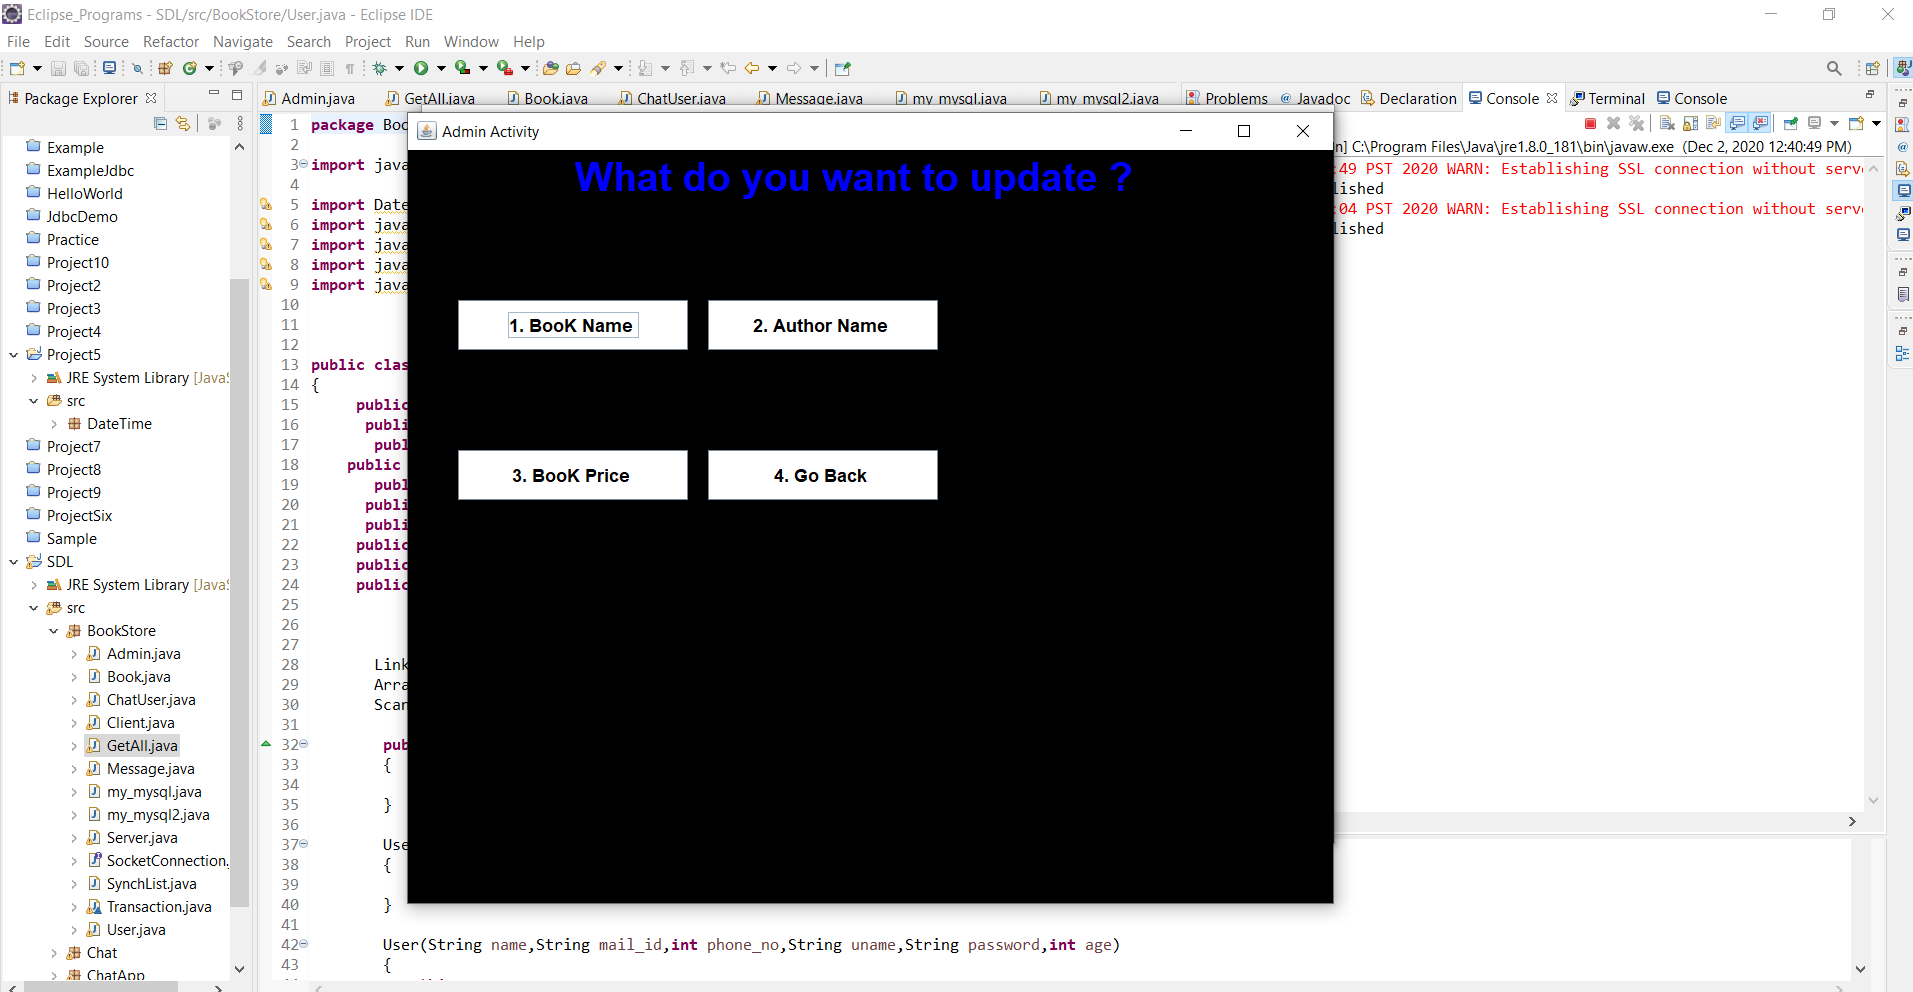 Eclipse_Programs - SDL/src/BookStore/User.java - Eclipse IDE
File Edit Source Refactor Navigate Search Project Run Window Help
Package Explorer
Admin.java GetAll.java Book.java ChatUser.java Message.java my_mysql.java my_mysql2.java
Problems Javadoc Declaration Console Terminal Console
Example
ExampleJdbc
HelloWorld
JdbcDemo
Practice
Project10
Project2
Project3
Project4
Project5
JRE System Library [Java
src
DateTime
Project7
Project8
Project9
ProjectSix
Sample
SDL
JRE System Library [Java
src
BookStore
Admin.java
Book.java
ChatUser.java
Client.java
GetAll.java
Message.java
my_mysql.java
my_mysql2.java
Server.java
SocketConnection.
SynchList.java
Transaction.java
User.java
Chat
ChatApp
1 package Boo
2
3 import java
4
5 import Date
6 import java
7 import java
8 import java
9 import java
10
11
12
13 public clas
14 {
15 public
16 publi
17 publ
18 public
19 publ
20 publi
21 publi
22 public
23 public
24 public
25
26
27
28 Link
29 Arra
30 Scan
31
32 pub
33 {
34
35 }
36
37 Use
38 {
39
40 }
41
42 User(String name,String mail_id,int phone_no,String uname,String password,int age)
43 {
Admin Activity
What do you want to update ?
1. BooK Name
2. Author Name
3. BooK Price
4. Go Back
n] C:\Program Files\Java\jre1.8.0_181\bin\javaw.exe (Dec 2, 2020 12:40:49 PM)
:49 PST 2020 WARN: Establishing SSL connection without serv
lished
:04 PST 2020 WARN: Establishing SSL connection without serv
lished